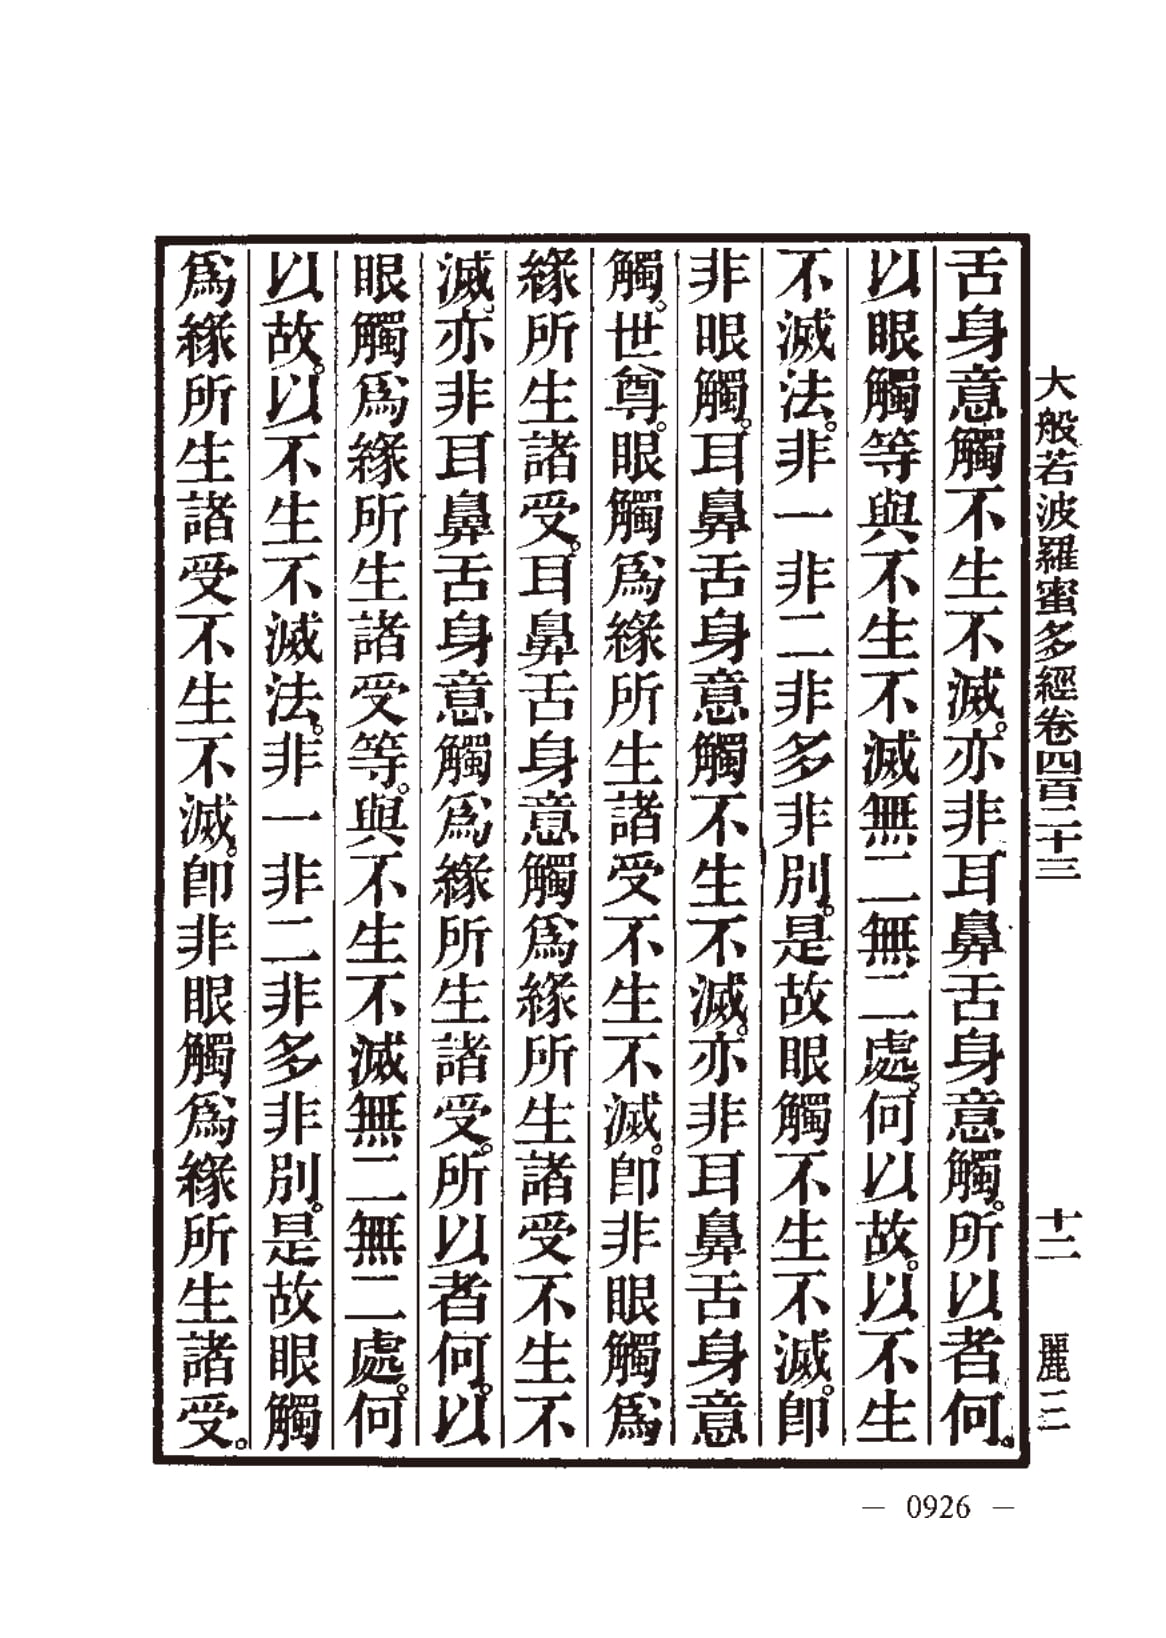 大般若波羅蜜多經卷四百二十三 十二 麗三
舌身意觸不生不滅。亦非耳鼻舌身意觸。所以者何。
以眼觸等與不生不滅無二無二處。何以故。以不生
不滅法。非一非二非多非別。是故眼觸不生不滅。卽
非眼觸。耳鼻舌身意觸不生不滅。亦非耳鼻舌身意
觸。世尊。眼觸爲緣所生諸受不生不滅。卽非眼觸爲
緣所生諸受。耳鼻舌身意觸爲緣所生諸受不生不
滅。亦非耳鼻舌身意觸爲緣所生諸受。所以者何。以
眼觸爲緣所生諸受等。與不生不滅無二無二處。何
以故。以不生不滅法。非一非二非多非別。是故眼觸
爲緣所生諸受不生不滅。卽非眼觸爲緣所生諸受。
— 0926 —